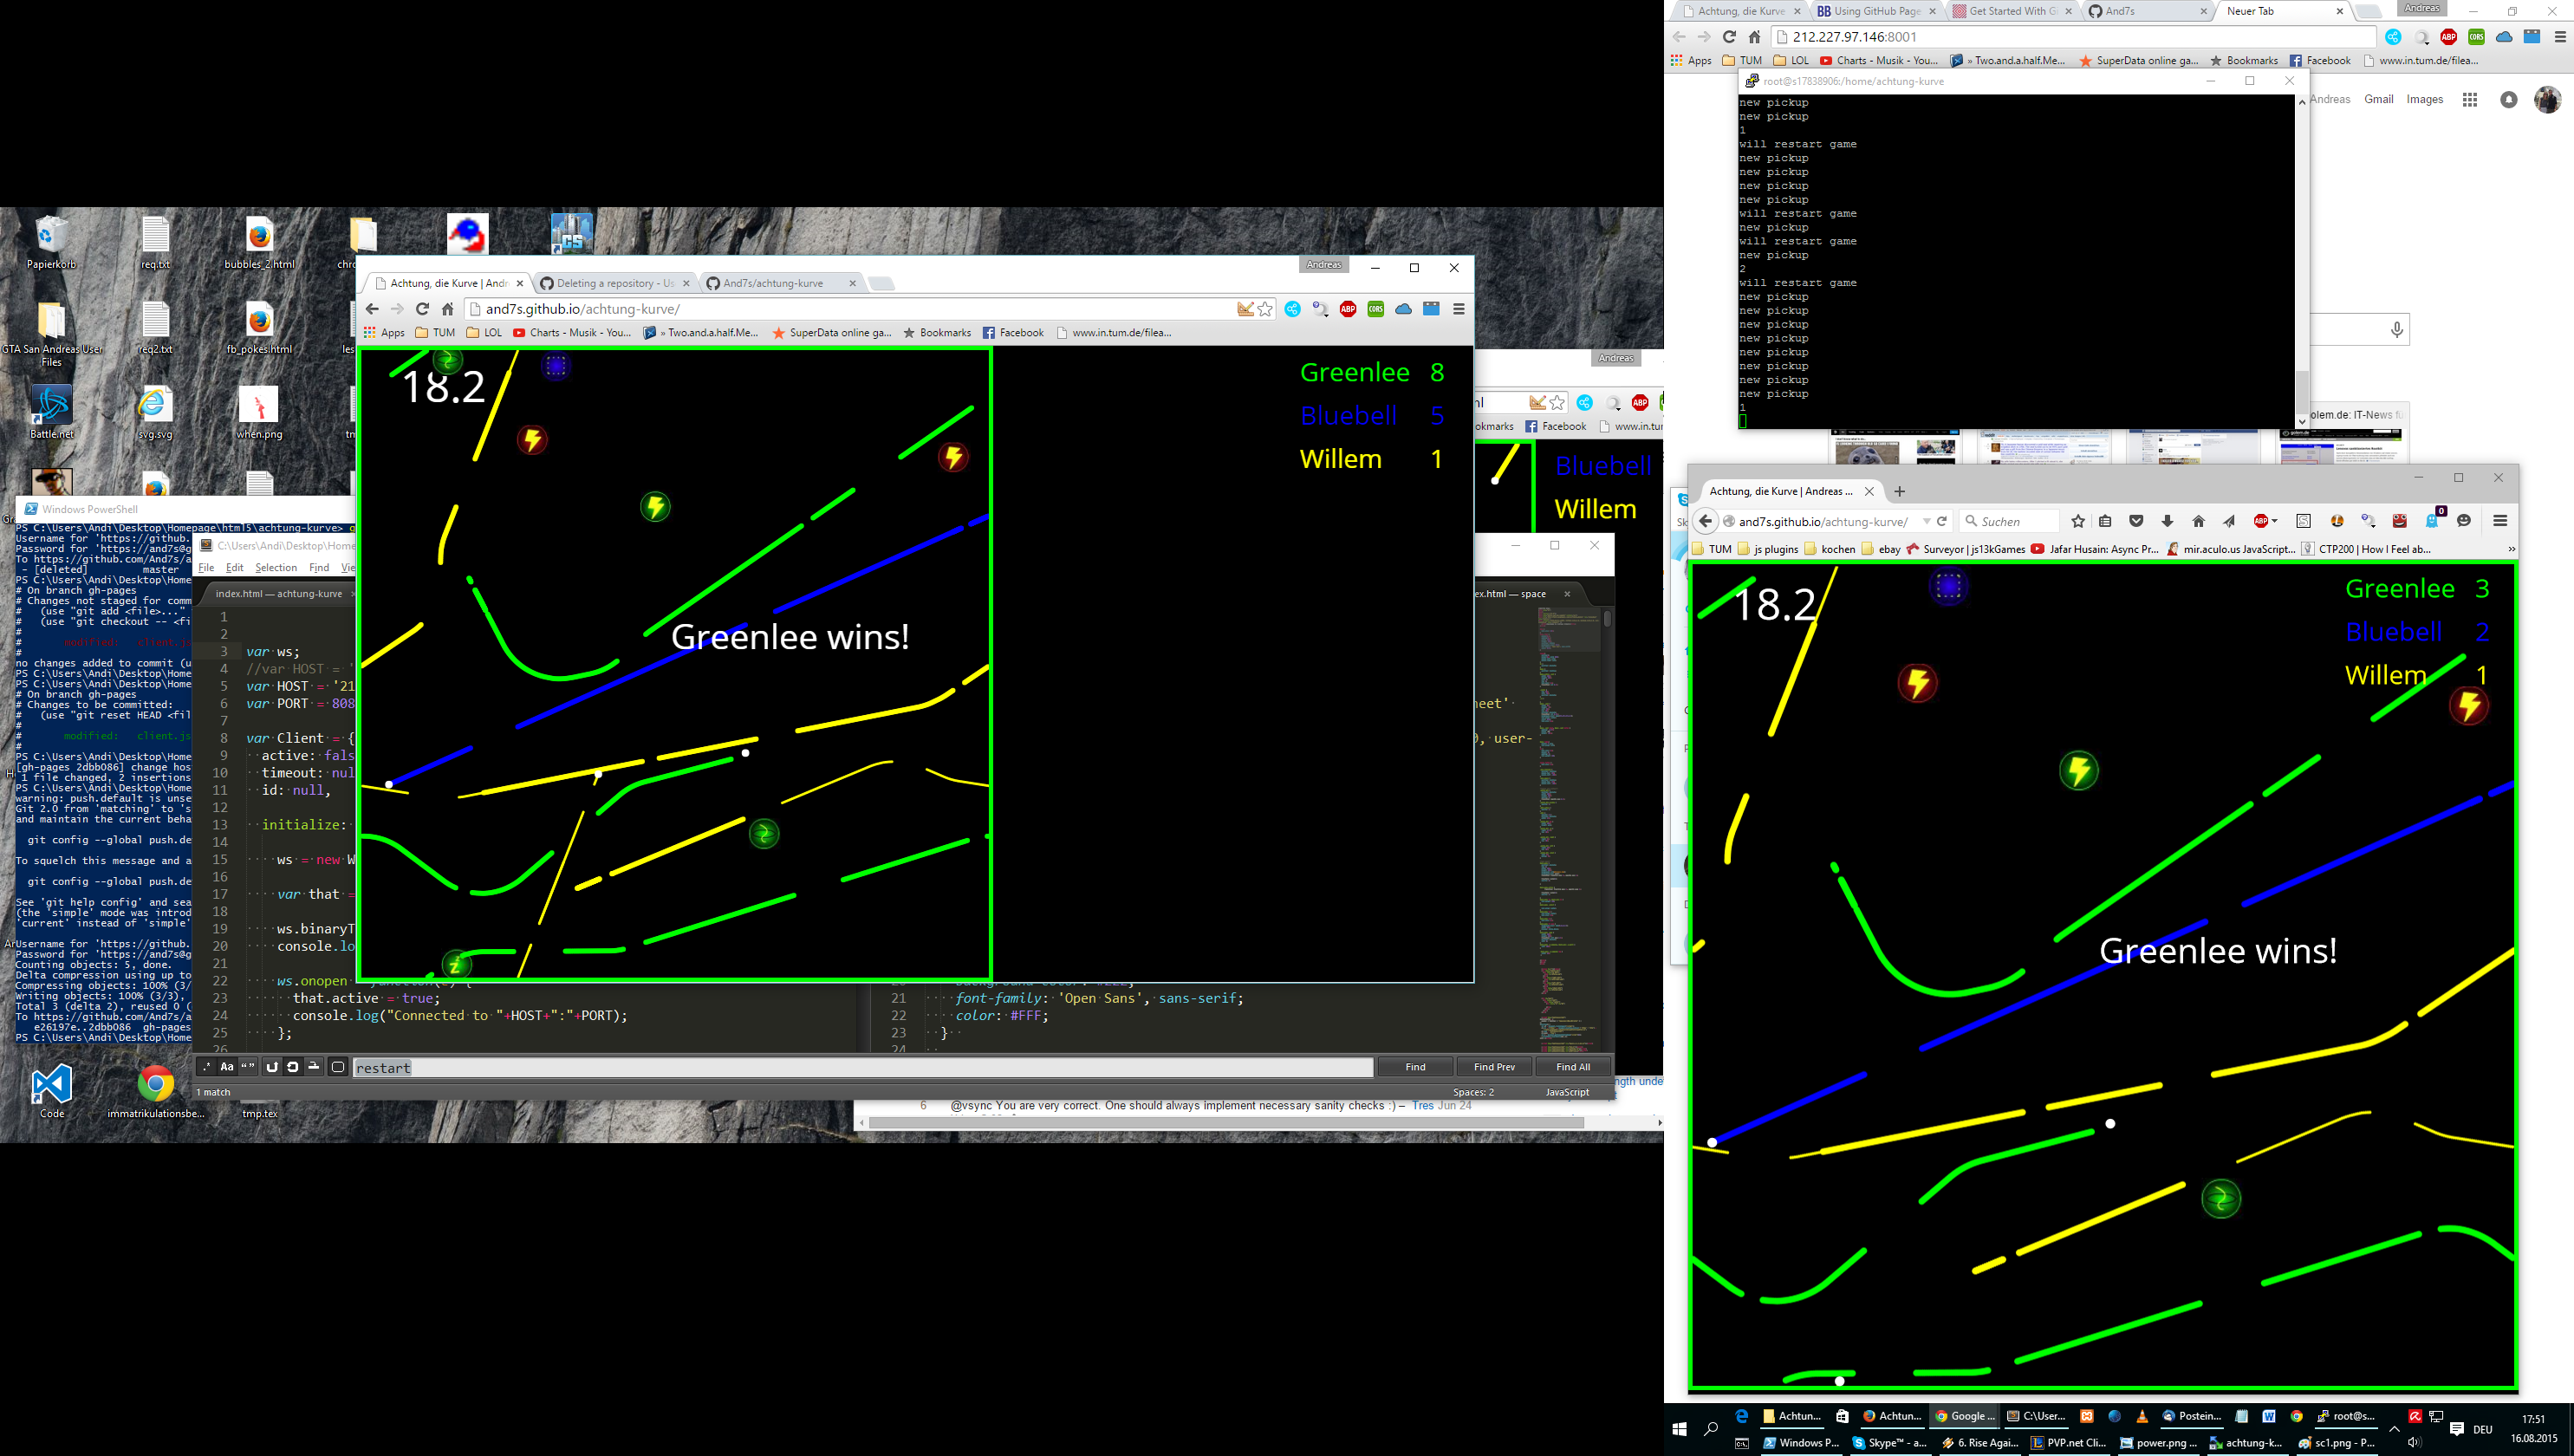 Papierkorb
req.txt
bubbles_2.html
GTA San Andreas User Files
req2.txt
fb_pokes.html
Battle.net
svg.svg
when.png
Code
immatrikulationsbe...
tmp.tex
Windows PowerShell
PS C:\Users\Andi\Desktop\Homepage\html5\achtung-kurve>
Username for 'https://github.
Password for 'https://and7s@g
To https://github.com/And7s/a
- [deleted] master
PS C:\Users\Andi\Desktop\Home
# On branch gh-pages
# Changes not staged for comm
# (use "git add <file>..."
# (use "git checkout -- <fi
#
# modified: client.js
#
no changes added to commit (u
PS C:\Users\Andi\Desktop\Home
PS C:\Users\Andi\Desktop\Home
# On branch gh-pages
# Changes to be committed:
# (use "git reset HEAD <fil
#
# modified: client.js
#
PS C:\Users\Andi\Desktop\Home
[gh-pages 2dbb086] change hos
1 file changed, 2 insertions
PS C:\Users\Andi\Desktop\Home
warning: push.default is unse
Git 2.0 from 'matching' to 's
and maintain the current beha
git config --global push.de
To squelch this message and a
git config --global push.de
See 'git help config' and sea
(the 'simple' mode was introd
'current' instead of 'simple'
Username for 'https://github.
Password for 'https://and7s@g
Counting objects: 5, done.
Delta compression using up to
Compressing objects: 100% (3/
Writing objects: 100% (3/3),
Total 3 (delta 2), reused 0 (
To https://github.com/And7s/a
e26197e..2dbb086 gh-pages
PS C:\Users\Andi\Desktop\Home
C:\Users\Andi\Desktop\Home
File Edit Selection Find Vie
index.html — achtung-kurve
ex.html — space
1
2
3 var ws;
4 //var HOST = '
5 var HOST = '21
6 var PORT = 808
7
8 var Client = {
9 active: fals
10 timeout: nul
11 id: null,
12
13 initialize:
14
15 ws = new W
16
17 var that =
18
19 ws.binaryT
20 console.lo
21
22 ws.onopen
23 that.active = true;
24 console.log("Connected to "+HOST+":"+PORT);
25 };
26
21 font-family: 'Open Sans', sans-serif;
22 color: #FFF;
23 }
24
restart
Find
Find Prev
Find All
1 match
Spaces: 2
JavaScript
6 @vsync You are very correct. One should always implement necessary sanity checks :) – Tres Jun 24
Andreas
Achtung, die Kurve | Andr
Deleting a repository - Us
And7s/achtung-kurve
and7s.github.io/achtung-kurve/
Apps TUM LOL Charts - Musik - You... » Two.and.a.half.Me... SuperData online ga... Bookmarks Facebook www.in.tum.de/filea...
18.2
Greenlee 8
Bluebell 5
Willem 1
Greenlee wins!
Andreas
okmarks Facebook www.in.tu
Bluebell
Willem
Achtung, die Kurve
Using GitHub Page
Get Started With Gi
And7s
Neuer Tab
Andreas
212.227.97.146:8001
Apps TUM LOL Charts - Musik - You... » Two.and.a.half.Me... SuperData online ga... Bookmarks Facebook www.in.tum.de/filea...
Andreas Gmail Images
root@s17838906:/home/achtung-kurve
new pickup
new pickup
1
will restart game
new pickup
new pickup
new pickup
new pickup
will restart game
new pickup
will restart game
new pickup
2
will restart game
new pickup
new pickup
new pickup
new pickup
new pickup
new pickup
new pickup
new pickup
1
olem.de: IT-News fü
Achtung, die Kurve | Andreas ...
and7s.github.io/achtung-kurve/
Suchen
TUM js plugins kochen ebay Surveyor | js13kGames Jafar Husain: Async Pr... mir.aculo.us JavaScript... CTP200 | How I Feel ab...
18.2
Greenlee 3
Bluebell 2
Willem 1
Greenlee wins!
Achtun... Achtun... Google ... C:\User... Postein... root@s...
Windows P... Skype™ - a... 6. Rise Agai... PVP.net Cli... power.png ... achtung-k... sc1.png - P...
DEU
17:51
16.08.2015